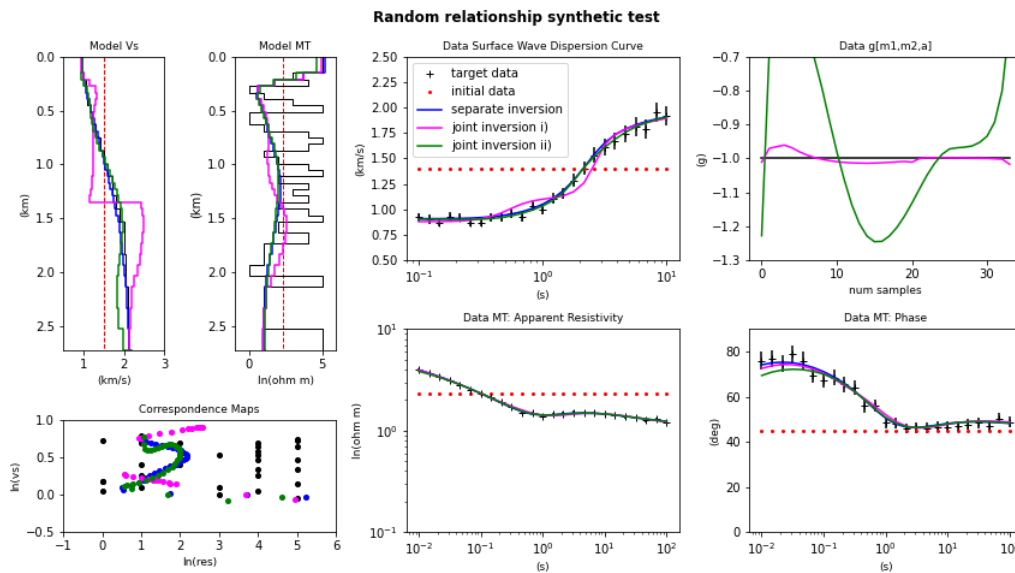 Random relationship synthetic test
Model Vs
0.0
0.5
1.0
1.5
2.0
2.5
(km)
1
2
3
(km/s)
Model MT
0.0
0.5
1.0
1.5
2.0
2.5
(km)
0
5
ln(ohm m)
Data Surface Wave Dispersion Curve
2.50
2.25
2.00
1.75
1.50
1.25
1.00
0.75
0.50
(km/s)
target data
initial data
separate inversion
joint inversion i)
joint inversion ii)
10⁻¹
10⁰
10¹
(s)
Data g[m1,m2,a]
−0.7
−0.8
−0.9
−1.0
−1.1
−1.2
−1.3
(g)
0
10
20
30
num samples
Correspondence Maps
1.0
0.5
0.0
−0.5
ln(vs)
−1
0
1
2
3
4
5
6
ln(res)
Data MT: Apparent Resistivity
10¹
10⁰
10⁻¹
ln(ohm m)
10⁻²
10⁻¹
10⁰
10¹
10²
(s)
Data MT: Phase
80
60
40
20
0
(deg)
10⁻²
10⁻¹
10⁰
10¹
10²
(s)